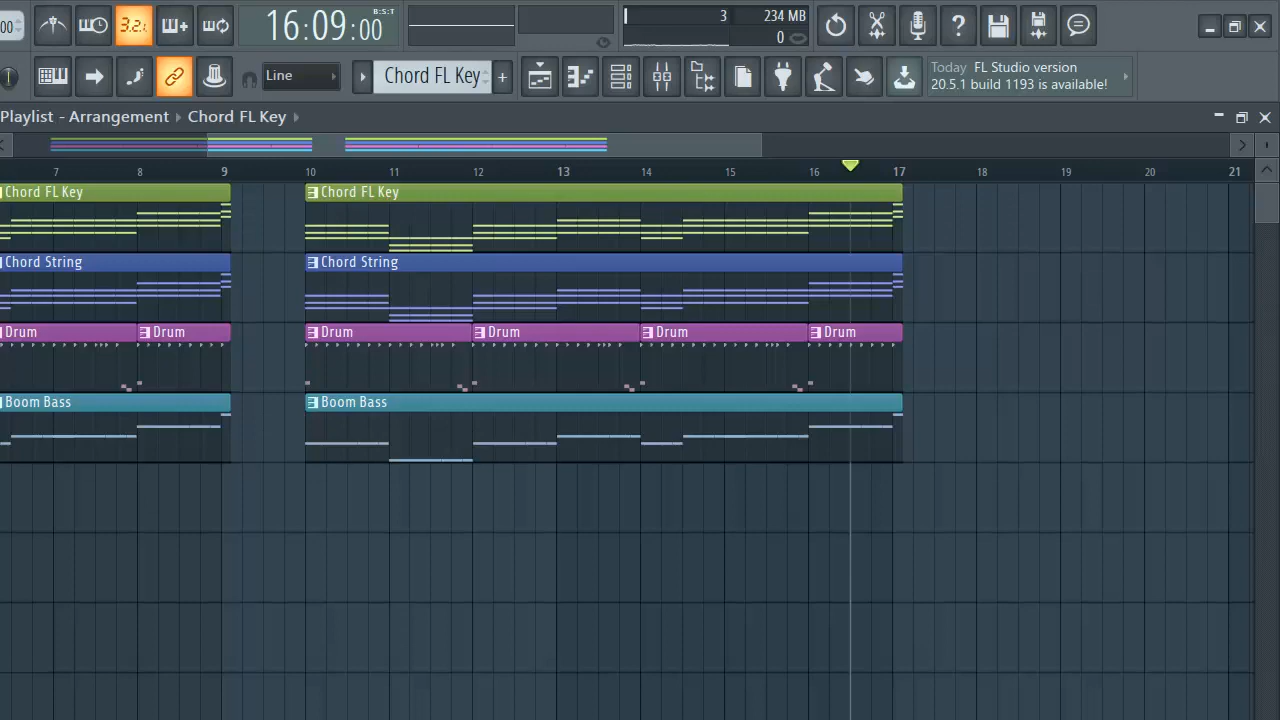 00 3.2. 16:09:00 B:S:T 3 234 MB
0
Line Chord FL Key + Today FL Studio version
20.5.1 build 1193 is available!
Playlist - Arrangement Chord FL Key
7 8 9 10 11 12 13 14 15 16 17 18 19 20 21
Chord FL Key Chord FL Key
Chord String Chord String
Drum Drum Drum Drum Drum Drum
Boom Bass Boom Bass